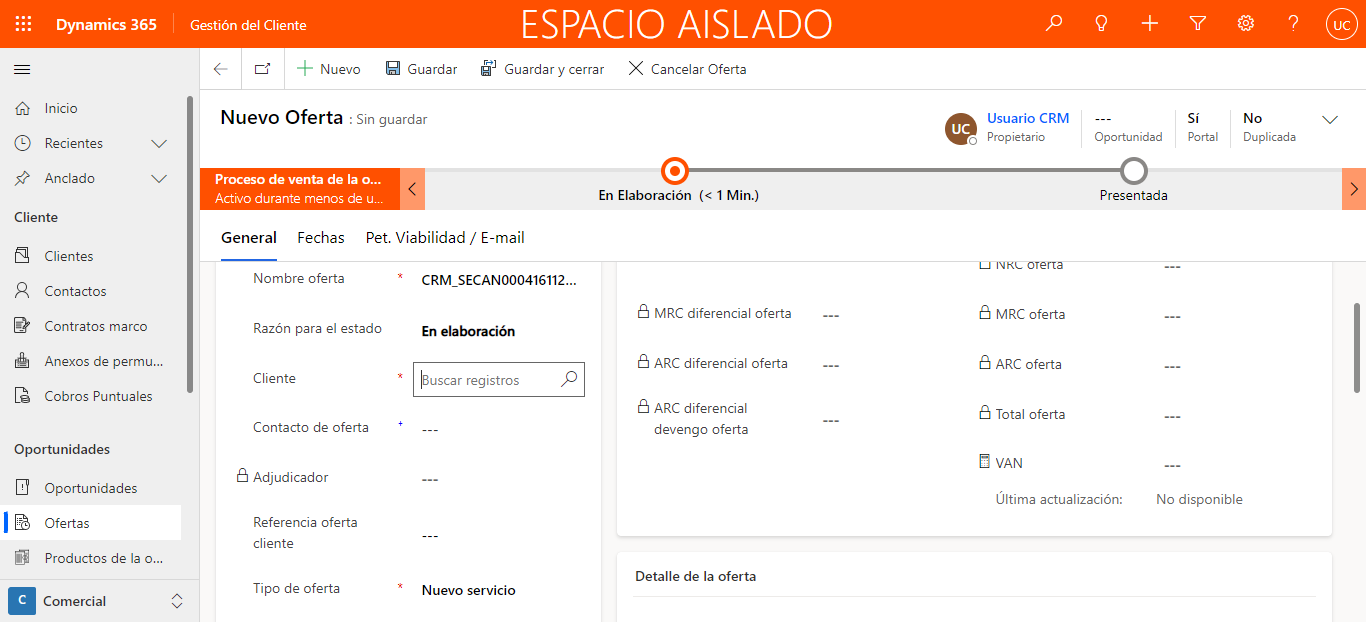 Dynamics 365
Gestión del Cliente
ESPACIO AISLADO
UC
Nuevo
Guardar
Guardar y cerrar
Cancelar Oferta
Inicio
Recientes
Anclado
Cliente
Clientes
Contactos
Contratos marco
Anexos de permu...
Cobros Puntuales
Oportunidades
Oportunidades
Ofertas
Productos de la o...
C
Comercial
Nuevo Oferta : Sin guardar
UC
Usuario CRM
Propietario
---
Oportunidad
Sí
Portal
No
Duplicada
Proceso de venta de la o...
Activo durante menos de u...
En Elaboración (< 1 Min.)
Presentada
General
Fechas
Pet. Viabilidad / E-mail
Nombre oferta * CRM_SECAN000416112...
Razón para el estado En elaboración
Cliente * Buscar registros
Contacto de oferta + ---
Adjudicador ---
Referencia oferta
cliente ---
Tipo de oferta * Nuevo servicio
MRC diferencial oferta ---
ARC diferencial oferta ---
ARC diferencial
devengo oferta ---
NRC oferta ---
MRC oferta ---
ARC oferta ---
Total oferta ---
VAN ---
Última actualización: No disponible
Detalle de la oferta